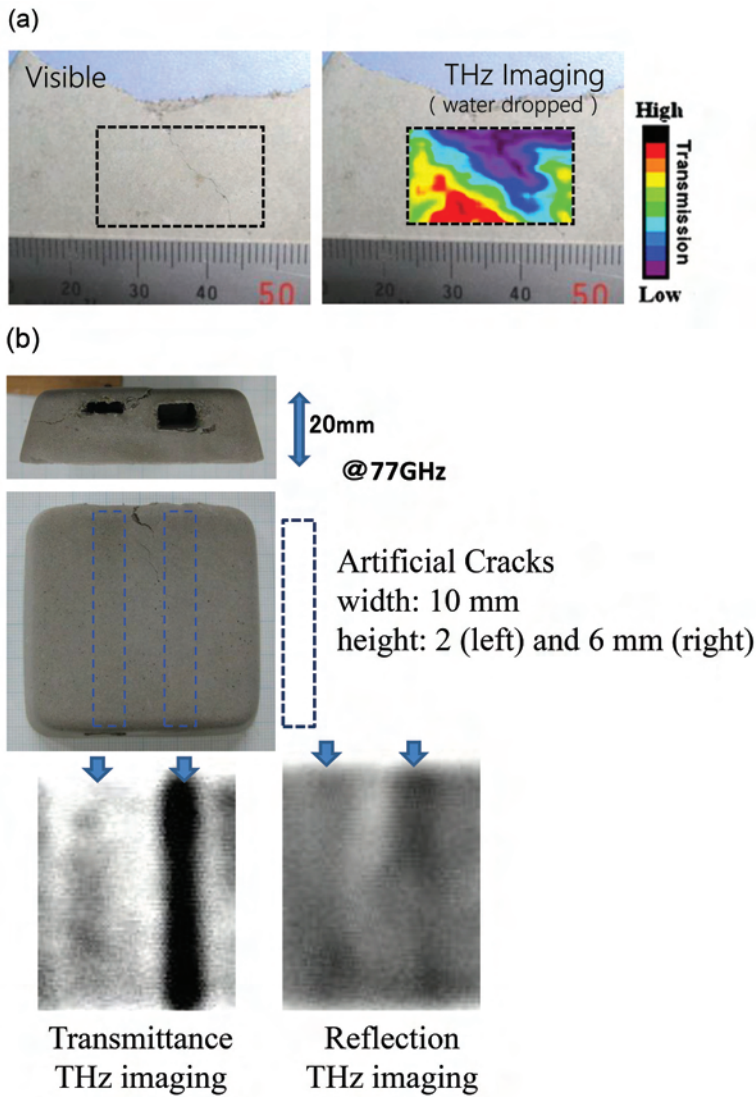 (a)
Visible
THz Imaging
( water dropped )
High
Transmission
Low
20
30
40
50
20
30
40
50
(b)
20mm
@77GHz
Artificial Cracks
width: 10 mm
height: 2 (left) and 6 mm (right)
Transmittance
THz imaging
Reflection
THz imaging